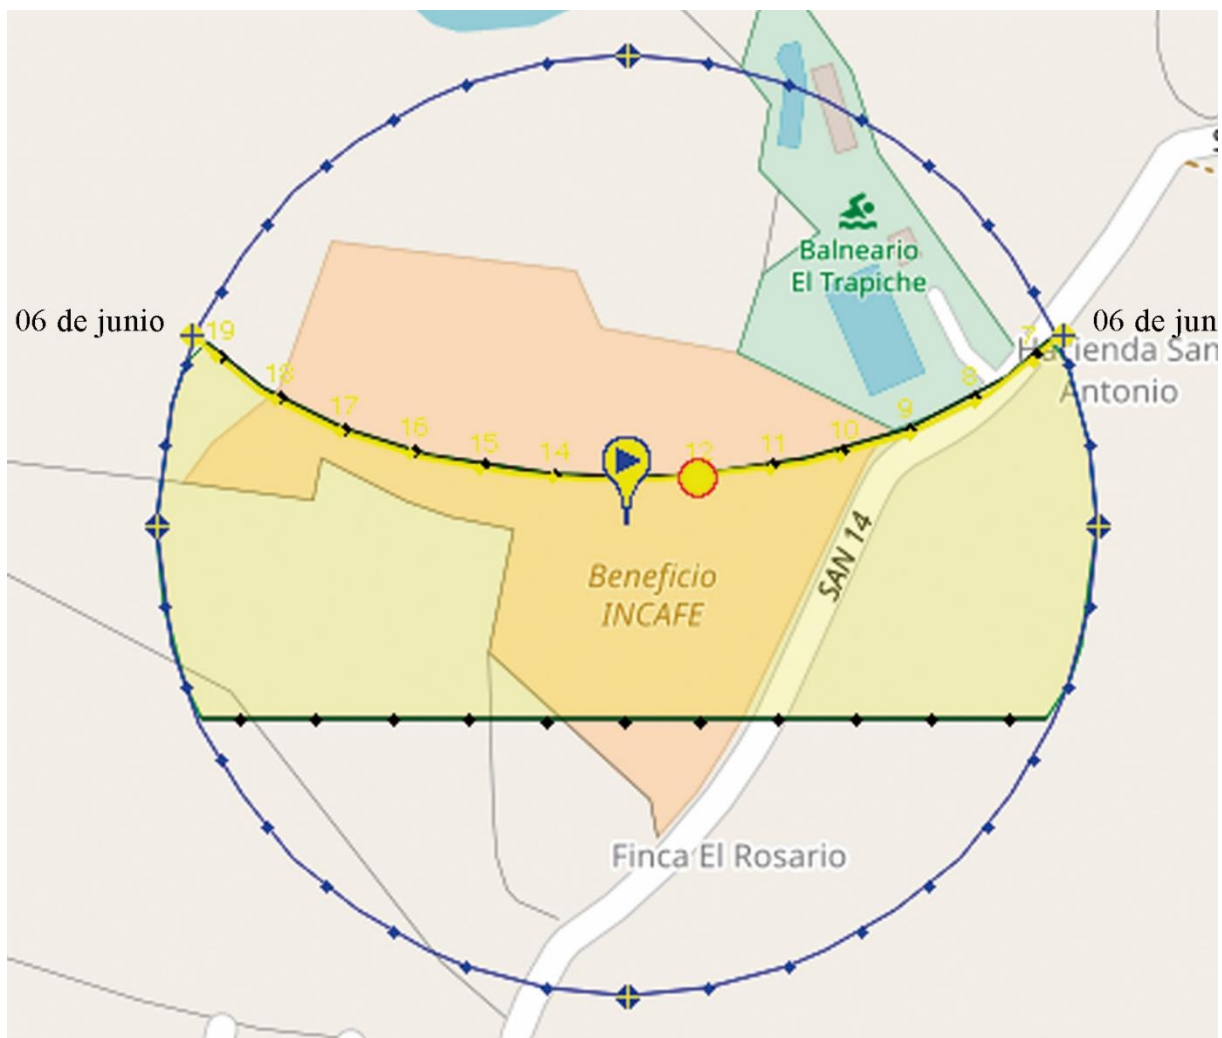 Balneario
El Trapiche
06 de junio
06 de jun
Hacienda San
Antonio
19
18
17
16
15
14
12
11
10
9
8
7
SAN 14
Beneficio
INCAFE
Finca El Rosario